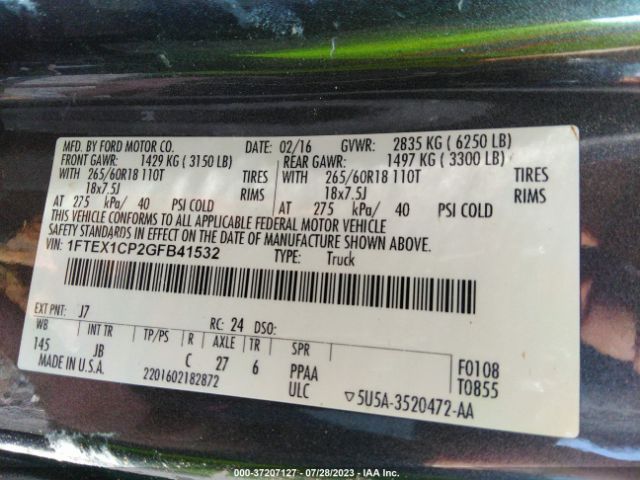 MFD. BY FORD MOTOR CO. DATE: 02/16 GVWR: 2835 KG ( 6250 LB)
FRONT GAWR: 1429 KG ( 3150 LB) REAR GAWR: 1497 KG ( 3300 LB)
WITH 265/60R18 110T TIRES WITH 265/60R18 110T TIRES
18x7.5J RIMS 18x7.5J RIMS
AT 275 kPa/ 40 PSI COLD AT 275 kPa/ 40 PSI COLD
THIS VEHICLE CONFORMS TO ALL APPLICABLE FEDERAL MOTOR VEHICLE
SAFETY STANDARDS IN EFFECT ON THE DATE OF MANUFACTURE SHOWN ABOVE.
VIN: 1FTEX1CP2GFB41532 TYPE: Truck
EXT PNT: J7 RC: 24 DSO:
WB INT TR TP/PS R AXLE TR SPR
145 JB C 27 6 PPAA F0108
MADE IN U.S.A. 2201602182872 ULC T0855
▽5U5A-3520472-AA
000-37207127 - 07/28/2023 - IAA Inc.